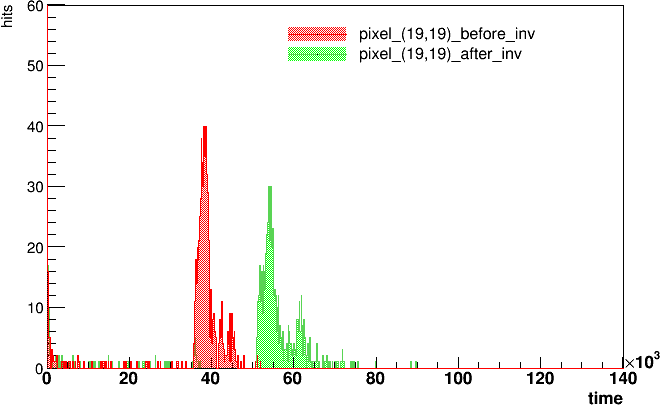 hits
60
pixel_(19,19)_before_inv
pixel_(19,19)_after_inv
50
40
30
20
10
0
0 20 40 60 80 100 120 140
×10³
time